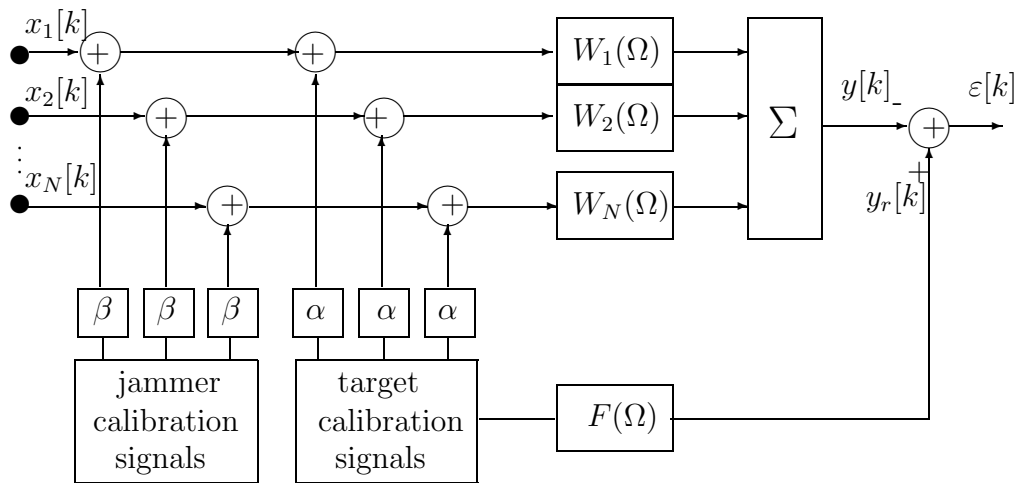 x_1[k]
+ + W_1(Ω)
x_2[k]
+ + W_2(Ω) Σ y[k] - + ε[k]
⋮
x_N[k]
+ + W_N(Ω) + y_r[k]
β β β α α α
jammer
calibration
signals
target
calibration
signals
F(Ω)